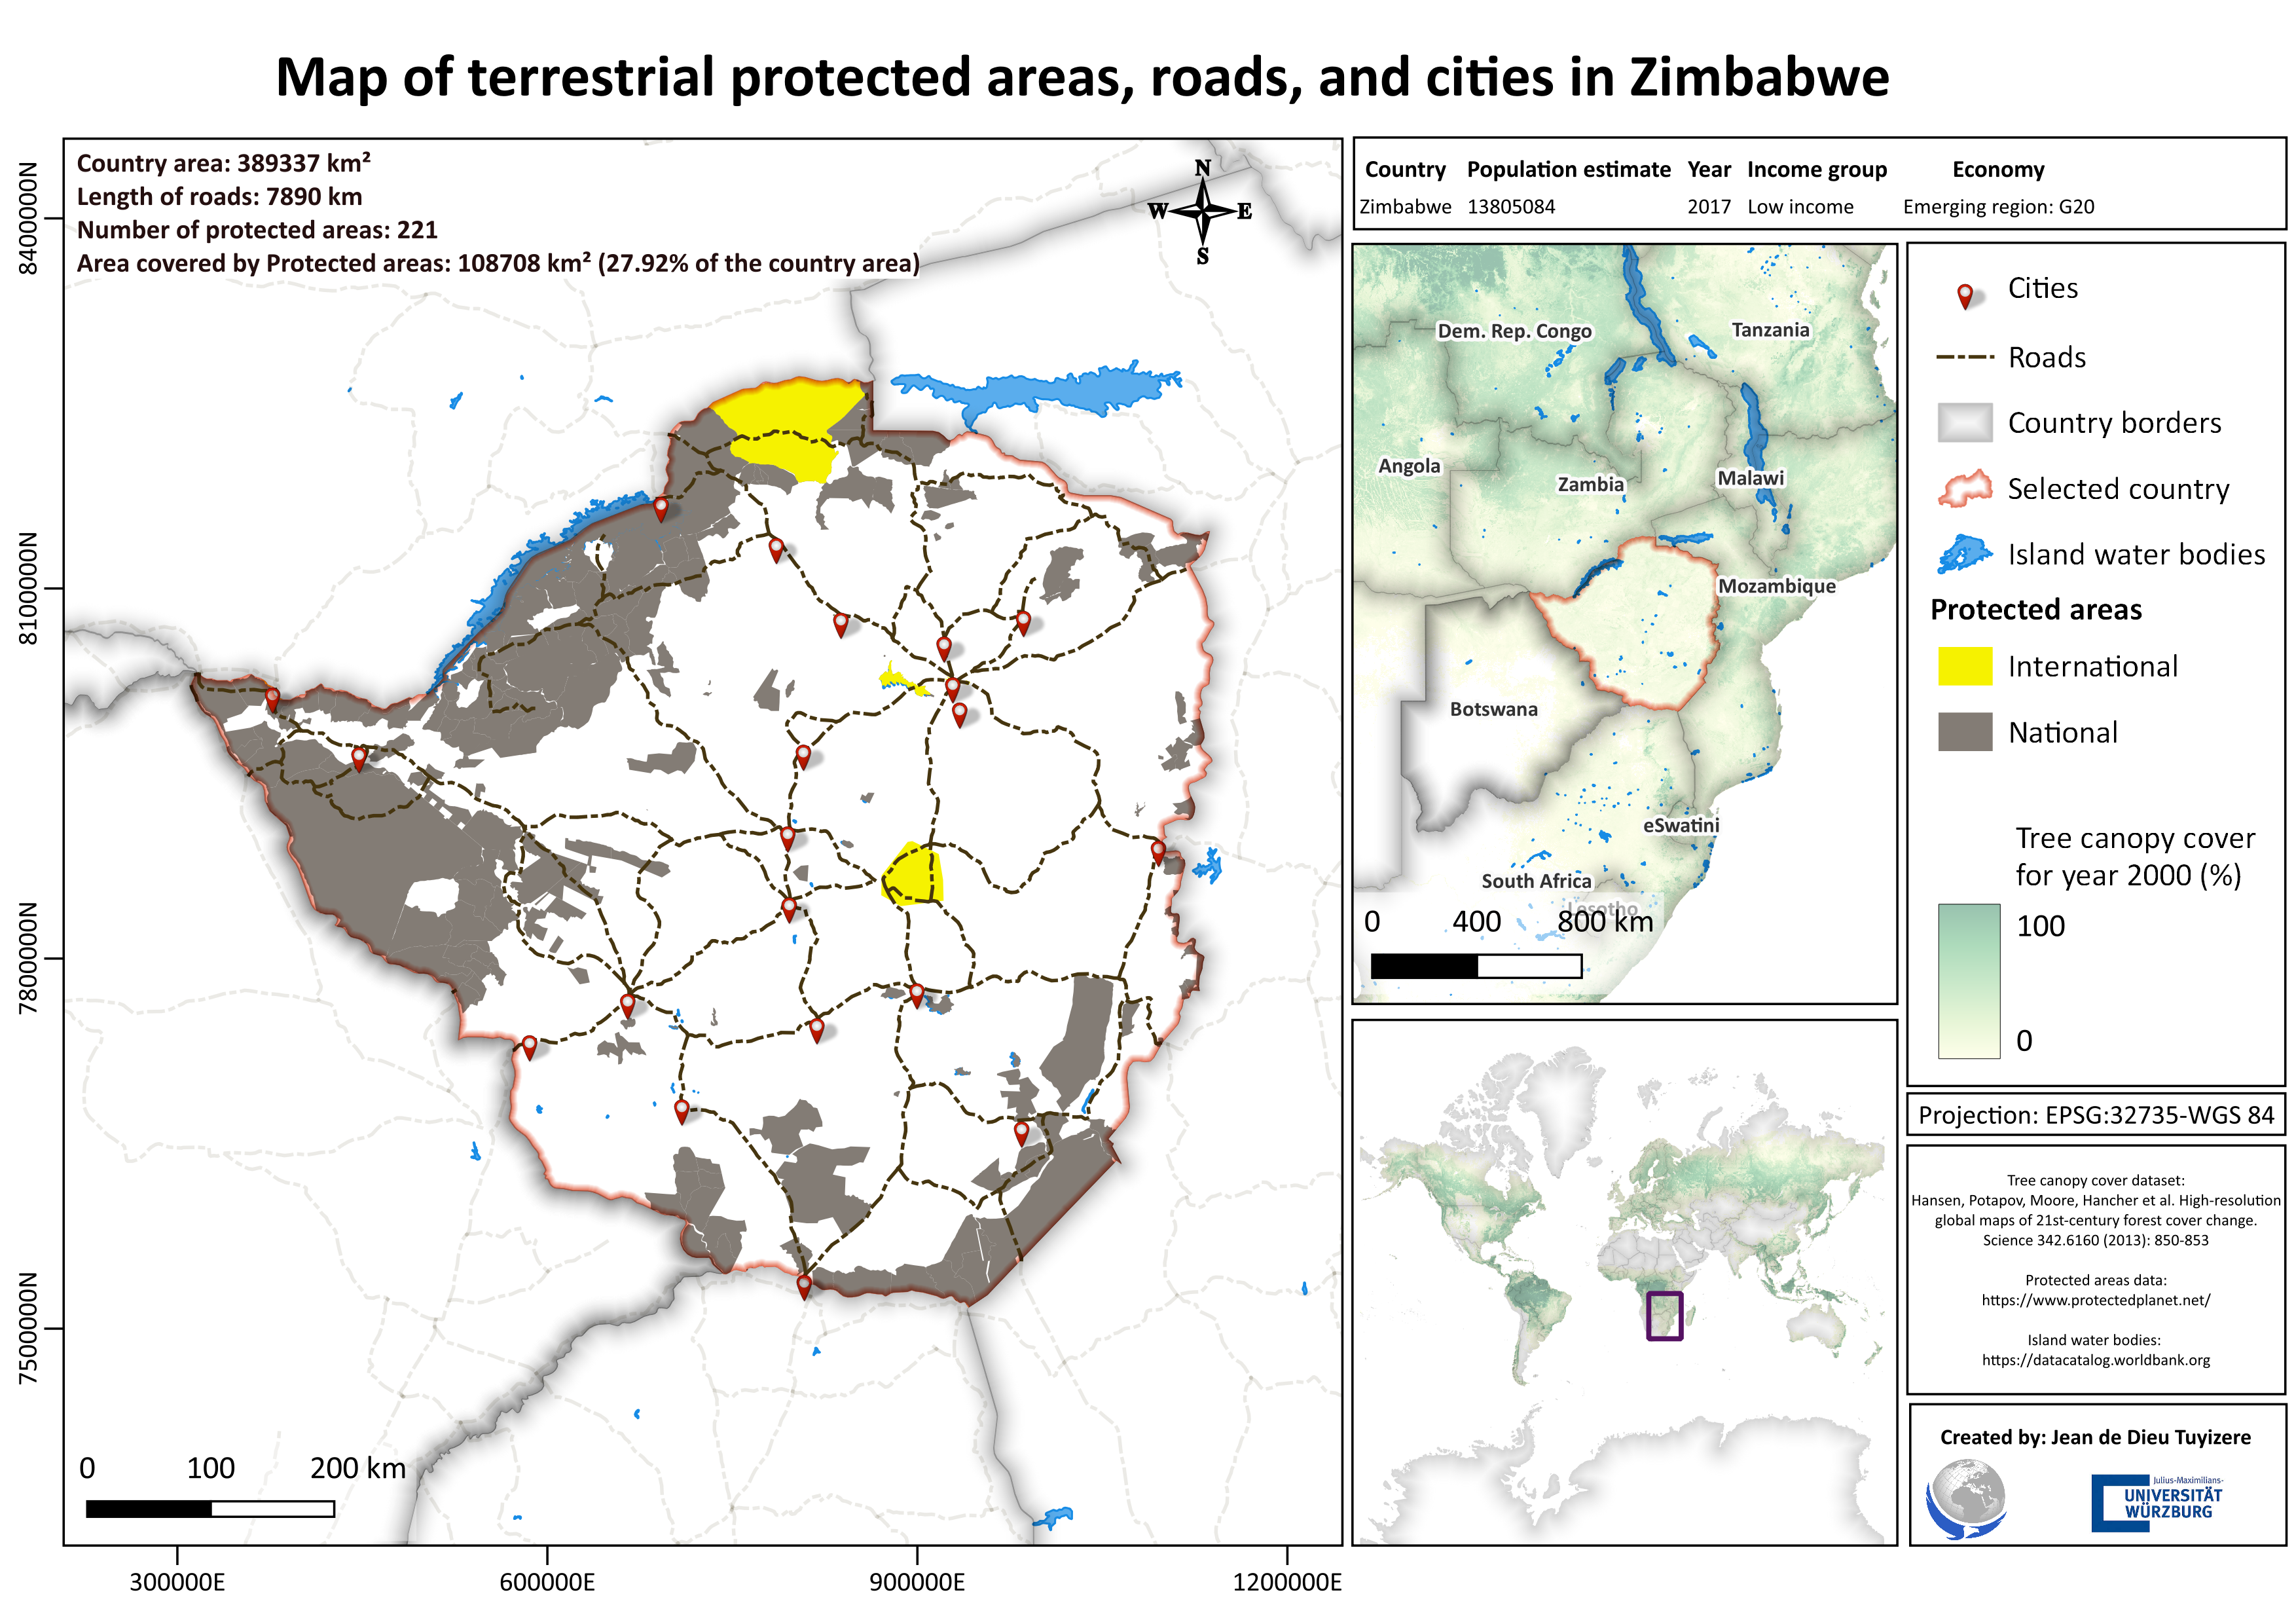 Map of terrestrial protected areas, roads, and cities in Zimbabwe
Country area: 389337 km²
Length of roads: 7890 km
Number of protected areas: 221
Area covered by Protected areas: 108708 km² (27.92% of the country area)
N
W E
S
8400000N
8100000N
7800000N
7500000N
300000E 600000E 900000E 1200000E
0 100 200 km
Country Population estimate Year Income group Economy
Zimbabwe 13805084 2017 Low income Emerging region: G20
Dem. Rep. Congo
Tanzania
Angola
Zambia
Malawi
Mozambique
Botswana
eSwatini
South Africa
Lesotho
0 400 800 km
Cities
Roads
Country borders
Selected country
Island water bodies
Protected areas
International
National
Tree canopy cover
for year 2000 (%)
100
0
Projection: EPSG:32735-WGS 84
Tree canopy cover dataset:
Hansen, Potapov, Moore, Hancher et al. High-resolution
global maps of 21st-century forest cover change.
Science 342.6160 (2013): 850-853
Protected areas data:
https://www.protectedplanet.net/
Island water bodies:
https://datacatalog.worldbank.org
Created by: Jean de Dieu Tuyizere
Julius-Maximilians-
UNIVERSITÄT
WÜRZBURG